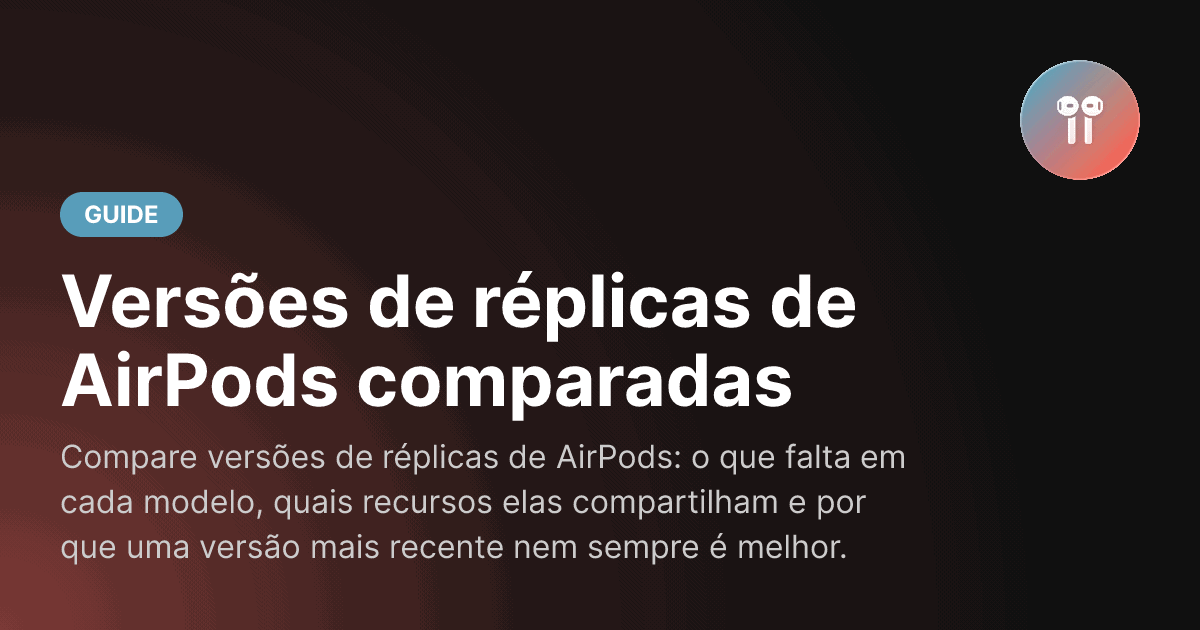 GUIDE
Versões de réplicas de
AirPods comparadas
Compare versões de réplicas de AirPods: o que falta em
cada modelo, quais recursos elas compartilham e por
que uma versão mais recente nem sempre é melhor.